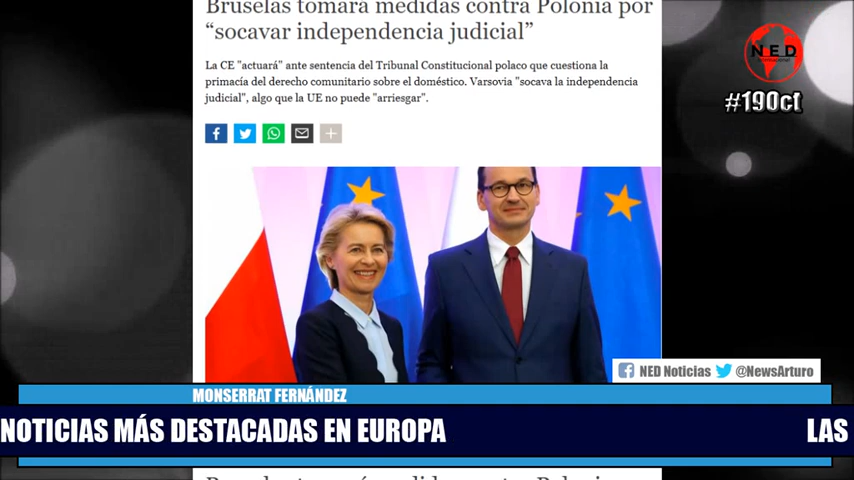 Bruselas tomará medidas contra Polonia por
“socavar independencia judicial”
La CE "actuará" ante sentencia del Tribunal Constitucional polaco que cuestiona la
primacía del derecho comunitario sobre el doméstico. Varsovia "socava la independencia
judicial", algo que la UE no puede "arriesgar".
NED
#190ct
NED Noticias @NewsArturo
MONSERRAT FERNÁNDEZ
NOTICIAS MÁS DESTACADAS EN EUROPA
LAS